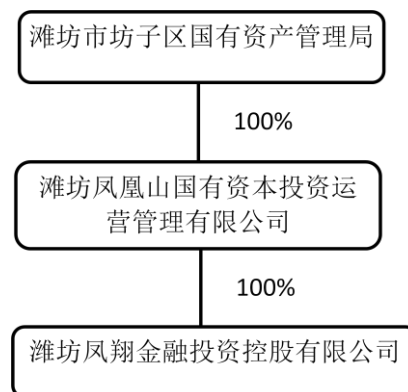 潍坊市坊子区国有资产管理局
100%
潍坊凤凰山国有资本投资运
营管理有限公司
100%
潍坊凤翔金融投资控股有限公司